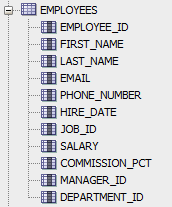 EMPLOYEES
EMPLOYEE_ID
FIRST_NAME
LAST_NAME
EMAIL
PHONE_NUMBER
HIRE_DATE
JOB_ID
SALARY
COMMISSION_PCT
MANAGER_ID
DEPARTMENT_ID